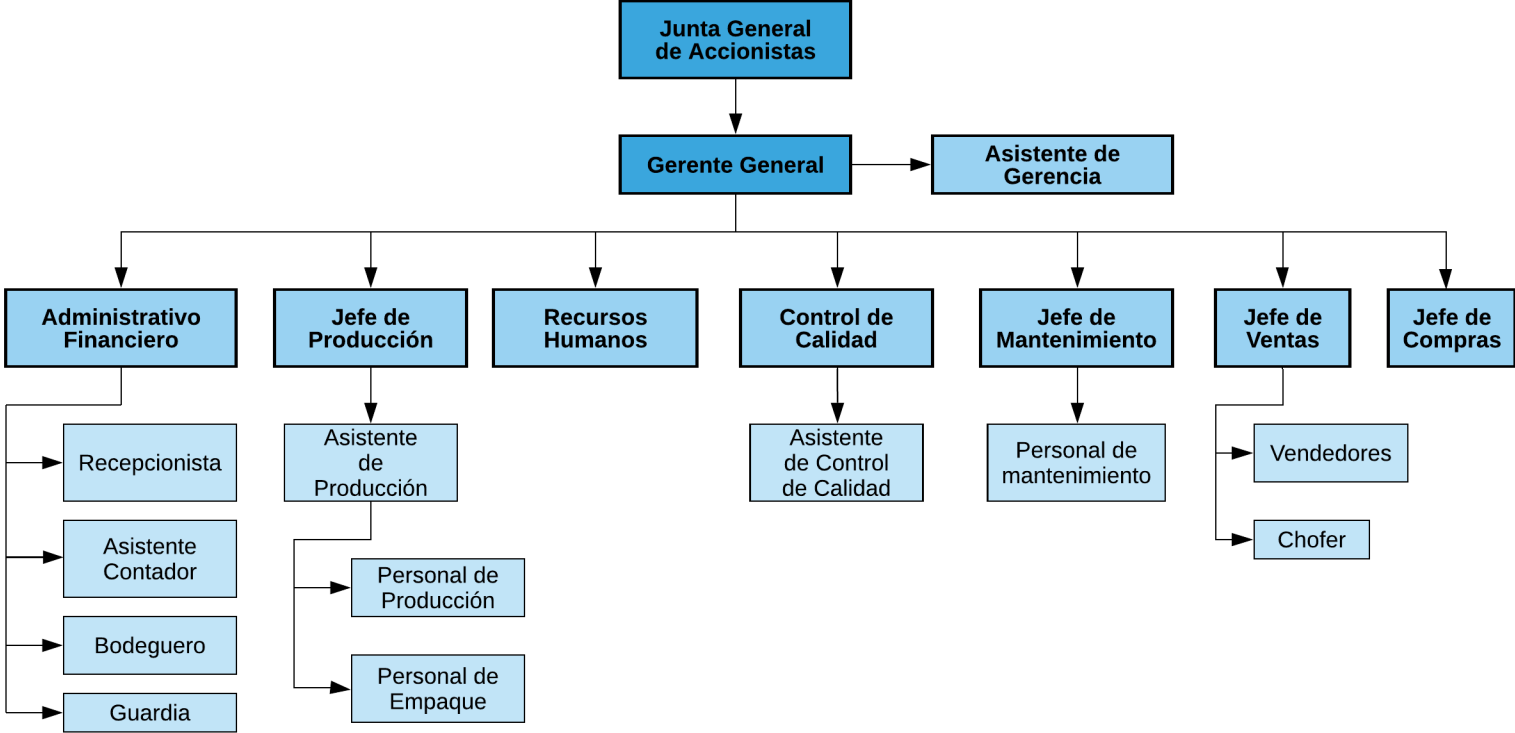 Junta General
de Accionistas
Gerente General
Asistente de
Gerencia
Administrativo
Financiero
Jefe de
Producción
Recursos
Humanos
Control de
Calidad
Jefe de
Mantenimiento
Jefe de
Ventas
Jefe de
Compras
Recepcionista
Asistente
Contador
Bodeguero
Guardia
Asistente
de
Producción
Personal de
Producción
Personal de
Empaque
Asistente
de Control
de Calidad
Personal de
mantenimiento
Vendedores
Chofer